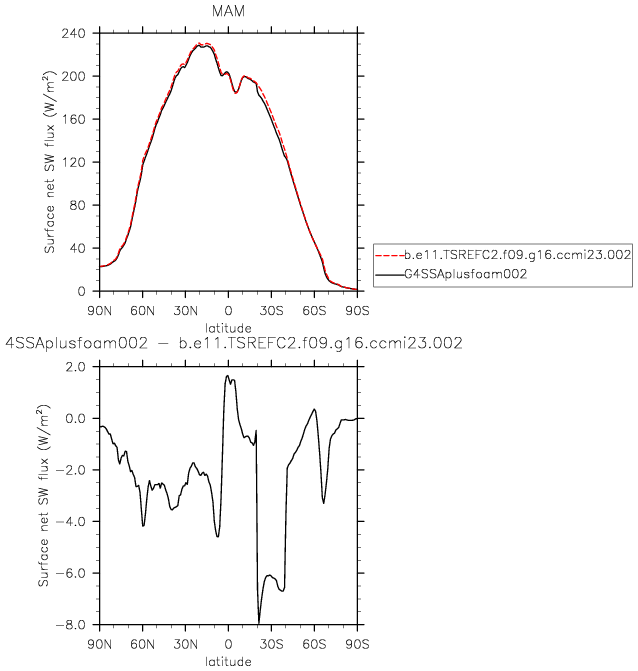 MAM
240
200
160
120
80
40
0
Surface net SW flux (W/m²)
90N 60N 30N 0 30S 60S 90S
latitude
b.e11.TSREFC2.f09.g16.ccmi23.002
G4SSAplusfoam002
4SSAplusfoam002 − b.e11.TSREFC2.f09.g16.ccmi23.002
2.0
0.0
−2.0
−4.0
−6.0
−8.0
Surface net SW flux (W/m²)
90N 60N 30N 0 30S 60S 90S
latitude